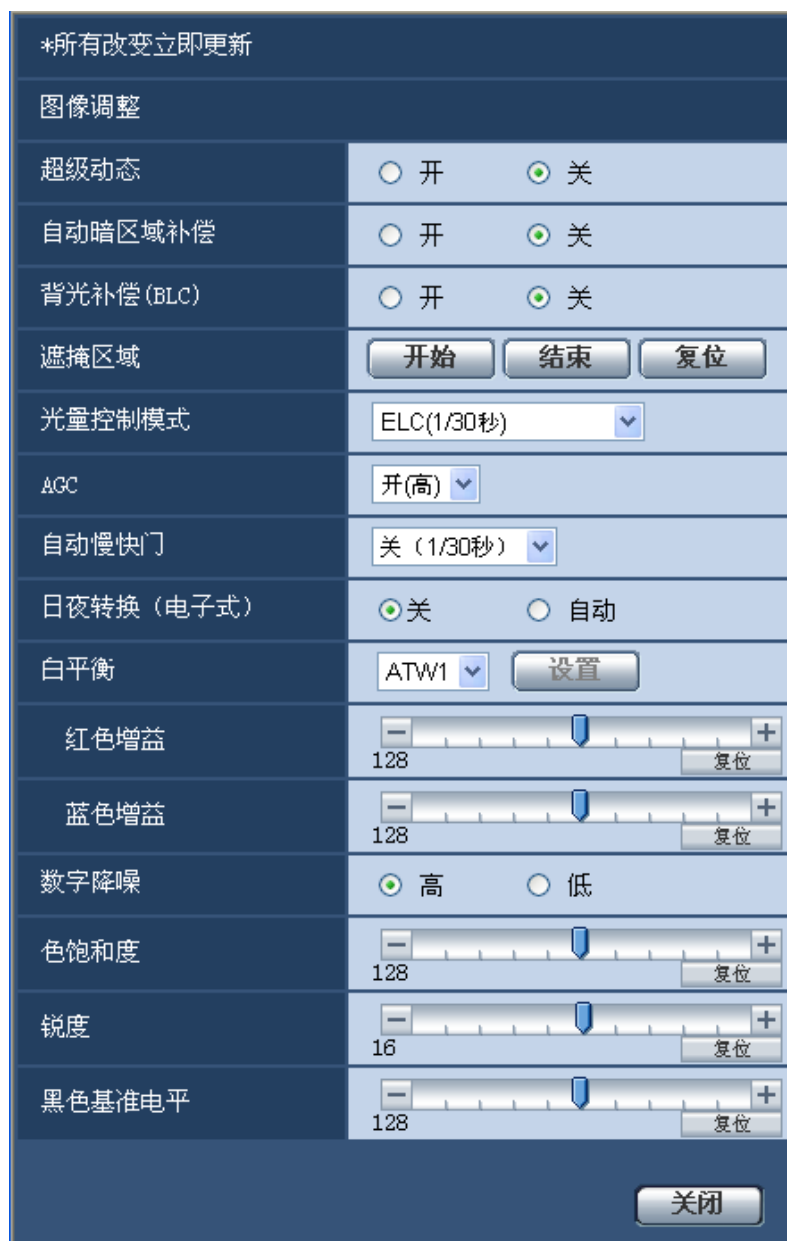 *所有改变立即更新
图像调整
超级动态 开 关
自动暗区域补偿 开 关
背光补偿(BLC) 开 关
遮掩区域 开始 结束 复位
光量控制模式 ELC(1/30秒)
AGC 开(高)
自动慢快门 关（1/30秒）
日夜转换（电子式） 关 自动
白平衡 ATW1 设置
红色增益 128 复位
蓝色增益 128 复位
数字降噪 高 低
色饱和度 128 复位
锐度 16 复位
黑色基准电平 128 复位
关闭